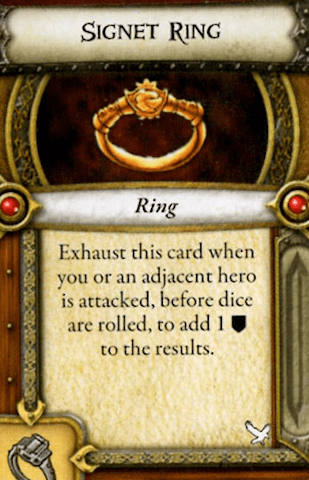 Signet Ring
Ring
Exhaust this card when
you or an adjacent hero
is attacked, before dice
are rolled, to add 1
to the results.